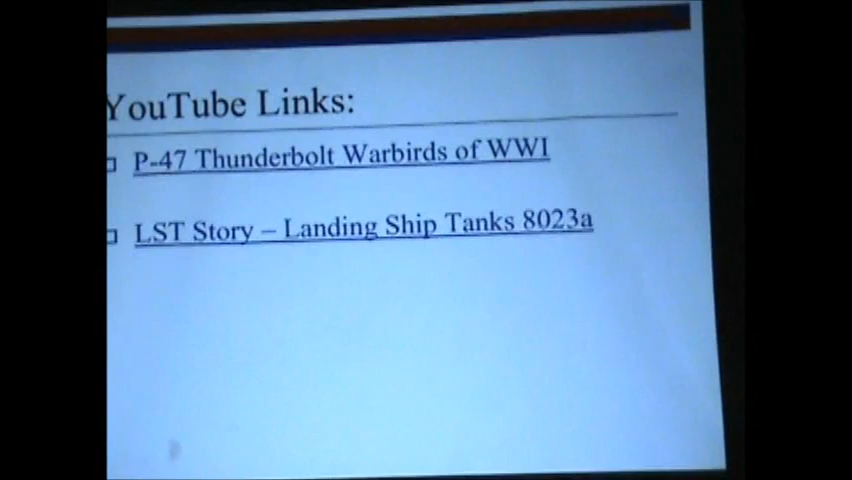 YouTube Links:
P-47 Thunderbolt Warbirds of WWI
LST Story – Landing Ship Tanks 8023a